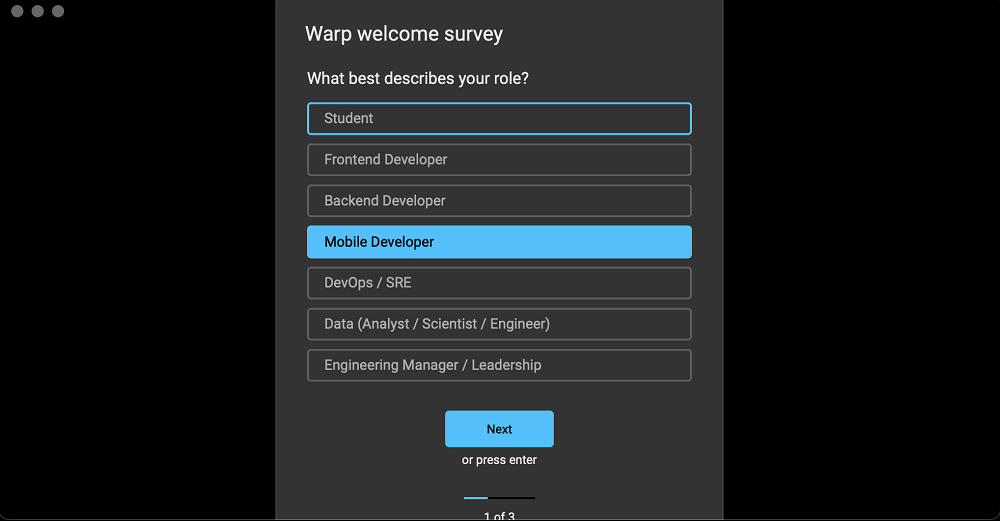 Warp welcome survey
What best describes your role?
Student
Frontend Developer
Backend Developer
Mobile Developer
DevOps / SRE
Data (Analyst / Scientist / Engineer)
Engineering Manager / Leadership
Next
or press enter
1 of 3